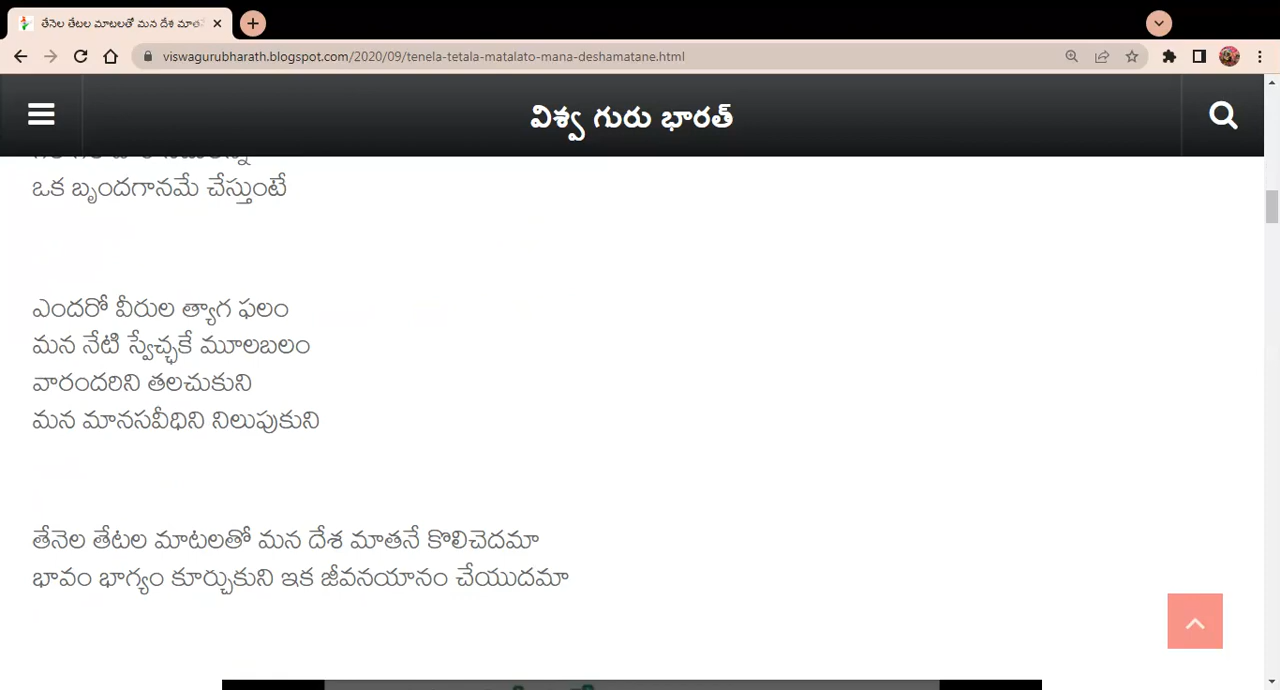 తేనెల తేటల మాటలతో మన దేశ మాతనే
viswagurubharath.blogspot.com/2020/09/tenela-tetala-matalato-mana-deshamatane.html
విశ్వ గురు భారత్
ఒక బృందగానమే చేస్తుంటే
ఎందరో వీరుల త్యాగ ఫలం
మన నేటి స్వేచ్ఛకే మూలబలం
వారందరిని తలచుకుని
మన మానసవీధిని నిలుపుకుని
తేనెల తేటల మాటలతో మన దేశ మాతనే కొలిచెదమా
భావం భాగ్యం కూర్చుకుని ఇక జీవనయానం చేయుదమా